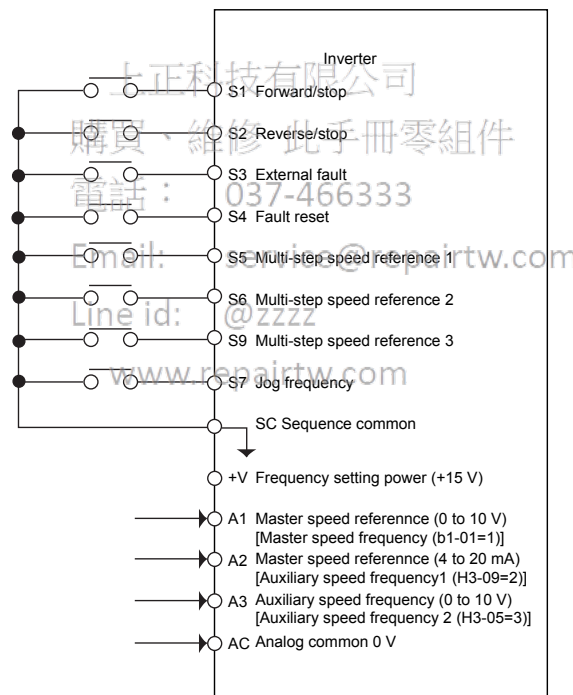 Inverter
上正科技有限公司
S1 Forward/stop
購買、維修 此手冊零組件
S2 Reverse/stop
S3 External fault
電話： 037-466333
S4 Fault reset
Email: service@repairtw.com
S5 Multi-step speed reference 1
S6 Multi-step speed reference 2
Line id: @zzzz
S9 Multi-step speed reference 3
www.repairtw.com
S7 Jog frequency
SC Sequence common
+V Frequency setting power (+15 V)
A1 Master speed referennce (0 to 10 V)
[Master speed frequency (b1-01=1)]
A2 Master speed referennce (4 to 20 mA)
[Auxiliary speed frequency1 (H3-09=2)]
A3 Auxiliary speed frequency (0 to 10 V)
[Auxiliary speed frequency 2 (H3-05=3)]
AC Analog common 0 V